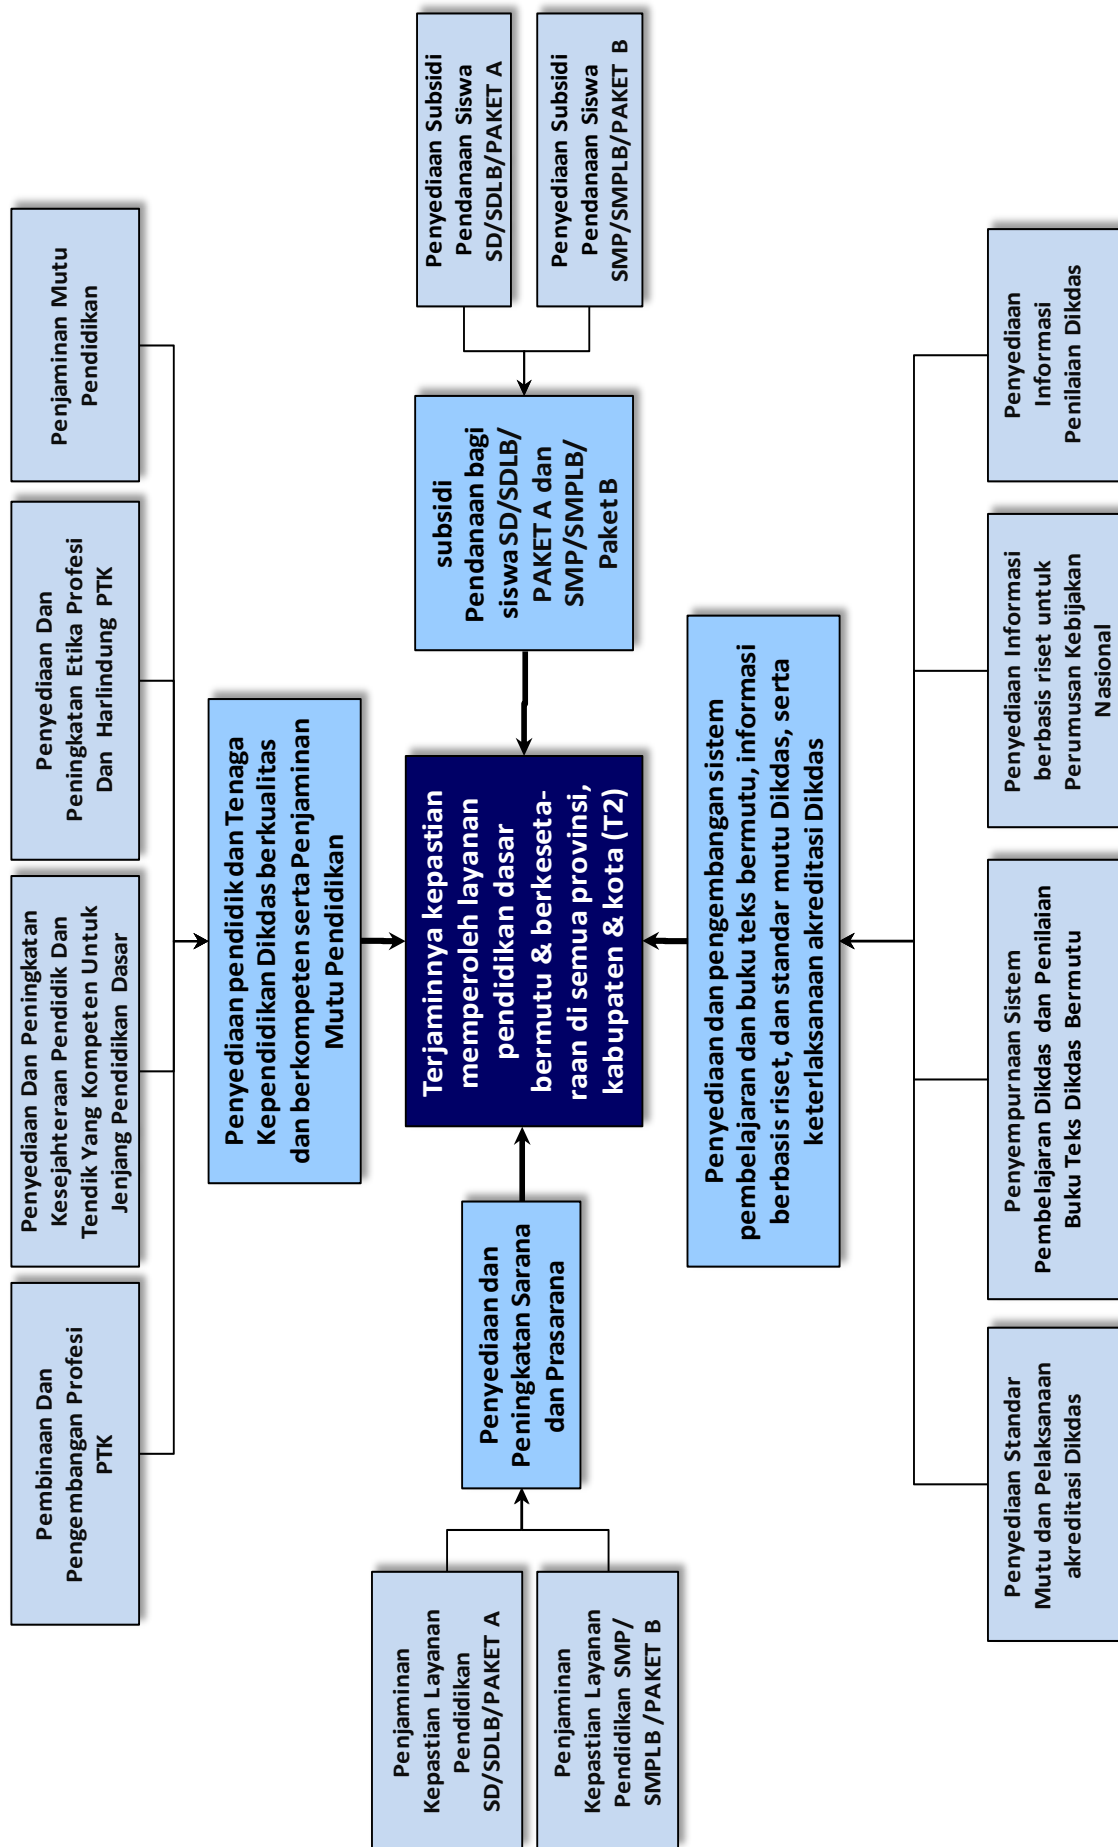 Pembinaan Dan
Pengembangan Profesi
PTK
Penyediaan Dan Peningkatan
Kesejahteraan Pendidik Dan
Tendik Yang Kompeten Untuk
Jenjang Pendidikan Dasar
Penyediaan Dan
Peningkatan Etika Profesi
Dan Harlindung PTK
Penjaminan Mutu
Pendidikan
Penyediaan pendidik dan Tenaga
Kependidikan Dikdas berkualitas
dan berkompeten serta Penjaminan
Mutu Pendidikan
Penjaminan
Kepastian Layanan
Pendidikan
SD/SDLB/PAKET A
Penjaminan
Kepastian Layanan
Pendidikan SMP/
SMPLB /PAKET B
Penyediaan dan
Peningkatan Sarana
dan Prasarana
Terjaminnya kepastian
memperoleh layanan
pendidikan dasar
bermutu & berkeseta-
raan di semua provinsi,
kabupaten & kota (T2)
subsidi
Pendanaan bagi
siswa SD/SDLB/
PAKET A dan
SMP/SMPLB/
Paket B
Penyediaan Subsidi
Pendanaan Siswa
SD/SDLB/PAKET A
Penyediaan Subsidi
Pendanaan Siswa
SMP/SMPLB/PAKET B
Penyediaan dan pengembangan sistem
pembelajaran dan buku teks bermutu, informasi
berbasis riset, dan standar mutu Dikdas, serta
keterlaksanaan akreditasi Dikdas
Penyediaan Standar
Mutu dan Pelaksanaan
akreditasi Dikdas
Penyempurnaan Sistem
Pembelajaran Dikdas dan Penilaian
Buku Teks Dikdas Bermutu
Penyediaan Informasi
berbasis riset untuk
Perumusan Kebijakan
Nasional
Penyediaan
Informasi
Penilaian Dikdas